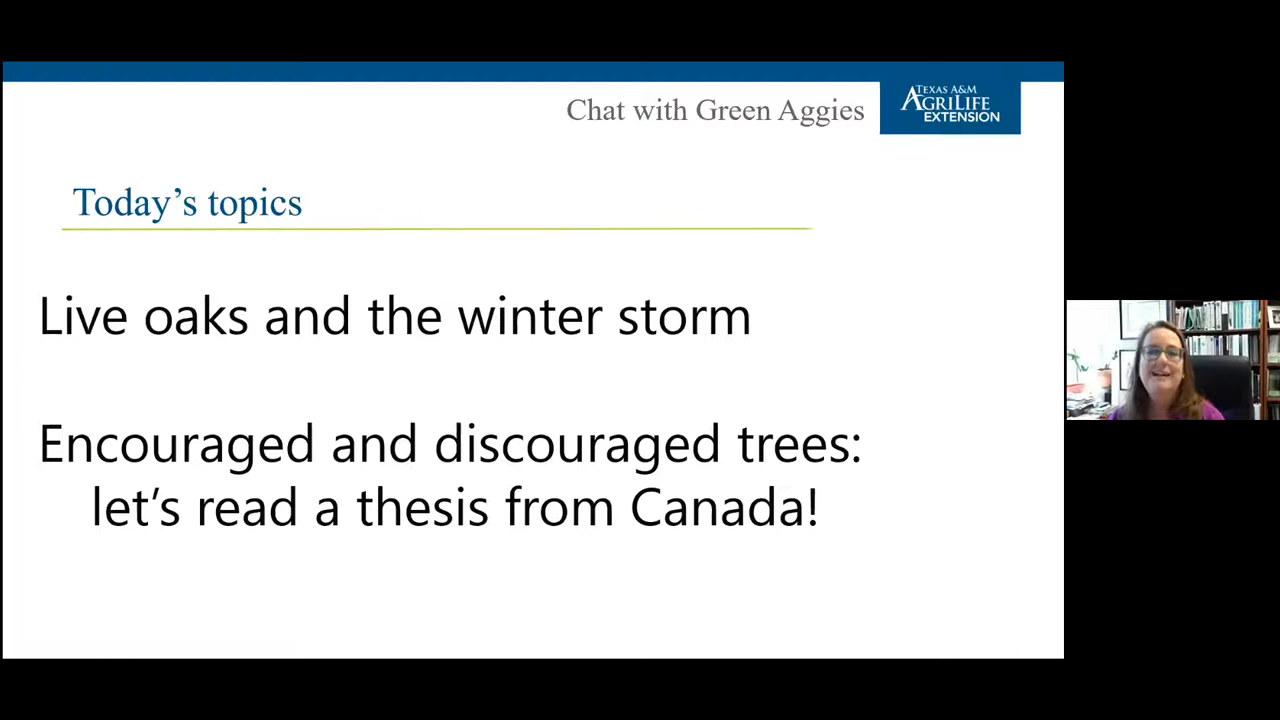 Chat with Green Aggies
TEXAS A&M
AGRILIFE
EXTENSION
Today's topics
Live oaks and the winter storm
Encouraged and discouraged trees:
let's read a thesis from Canada!